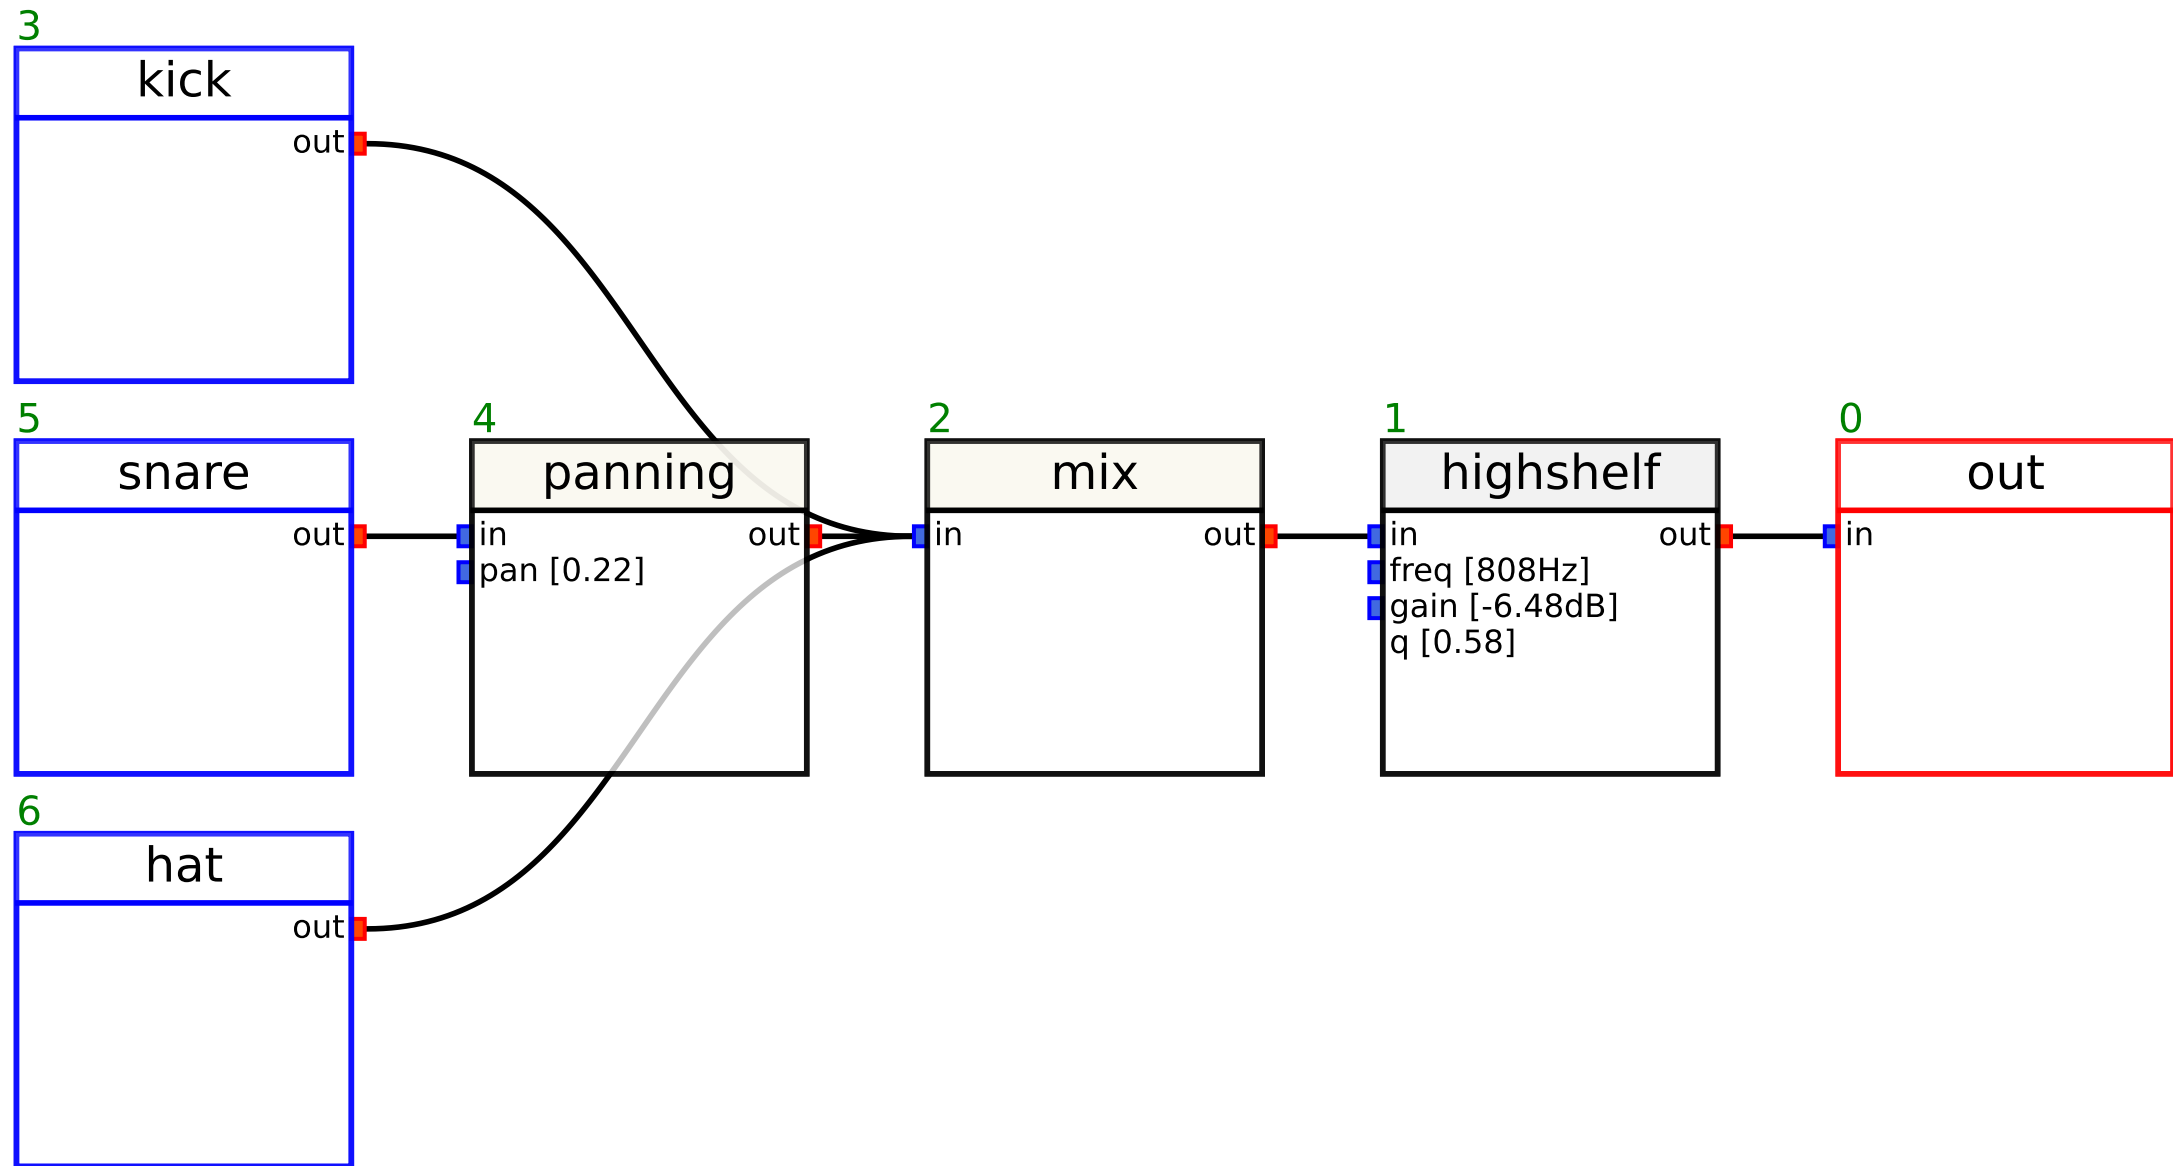 3
kick
out
5
snare
out
4
panning
in
out
pan [0.22]
2
mix
in
out
1
highshelf
in
out
freq [808Hz]
gain [-6.48dB]
q [0.58]
0
out
in
6
hat
out